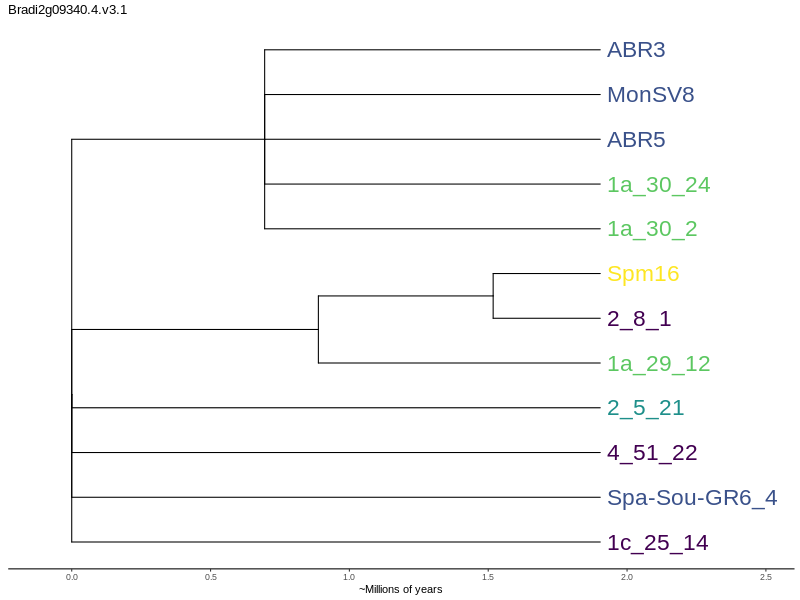 Bradi2g09340.4.v3.1
ABR3
MonSV8
ABR5
1a_30_24
1a_30_2
Spm16
2_8_1
1a_29_12
2_5_21
4_51_22
Spa-Sou-GR6_4
1c_25_14
0.0 0.5 1.0 1.5 2.0 2.5
~Millions of years